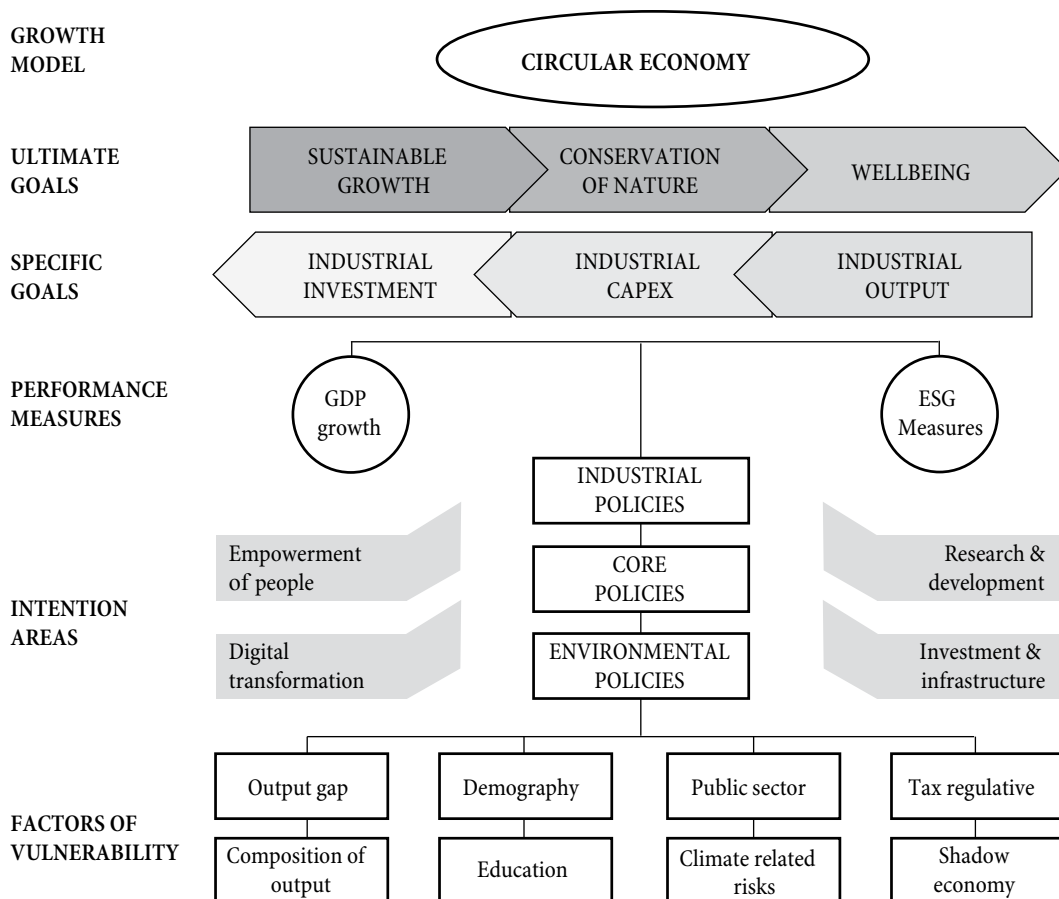 GROWTH
MODEL
CIRCULAR ECONOMY
ULTIMATE
GOALS
SUSTAINABLE
GROWTH
CONSERVATION
OF NATURE
WELLBEING
SPECIFIC
GOALS
INDUSTRIAL
INVESTMENT
INDUSTRIAL
CAPEX
INDUSTRIAL
OUTPUT
PERFORMANCE
MEASURES
GDP
growth
ESG
Measures
INTENTION
AREAS
INDUSTRIAL
POLICIES
Empowerment
of people
CORE
POLICIES
Research &
development
Digital
transformation
ENVIRONMENTAL
POLICIES
Investment &
infrastructure
FACTORS OF
VULNERABILITY
Output gap
Demography
Public sector
Tax regulative
Composition of
output
Education
Climate related
risks
Shadow
economy